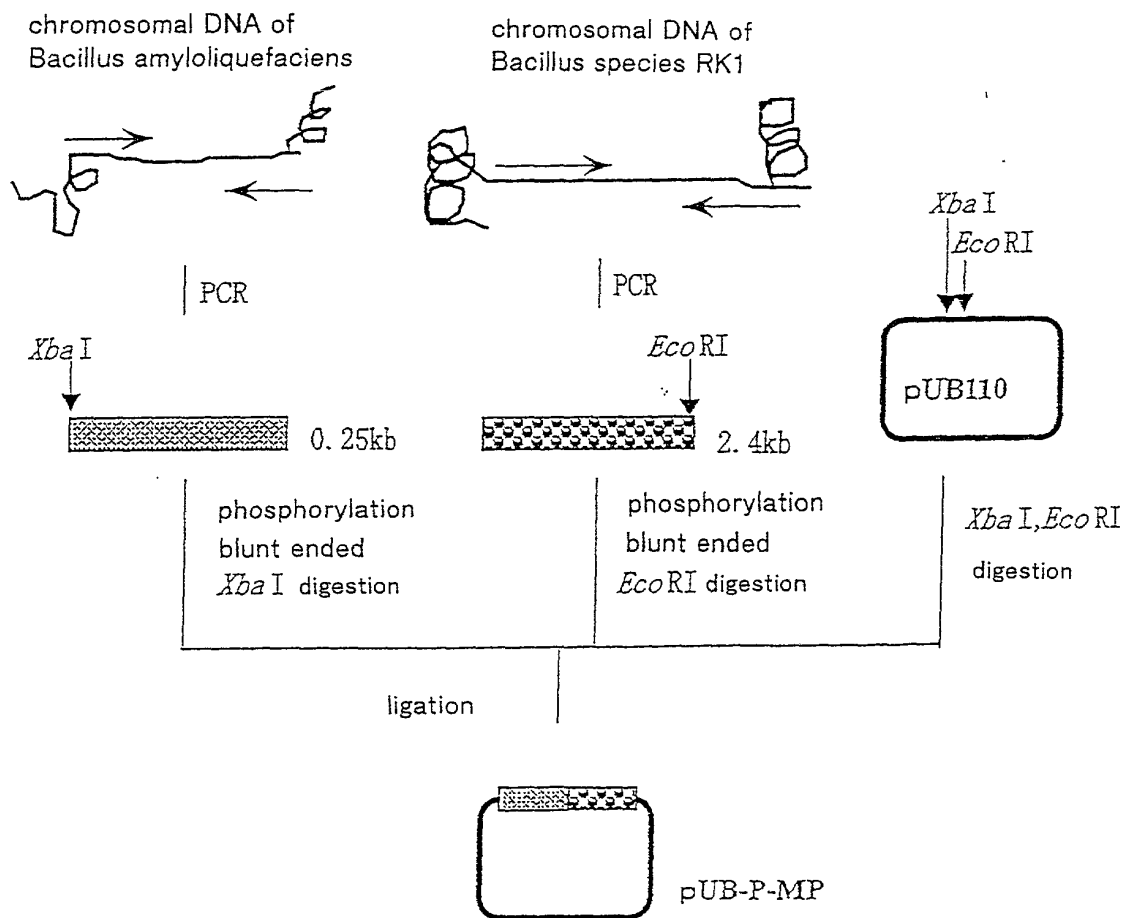 chromosomal DNA of
Bacillus amyloliquefaciens
chromosomal DNA of
Bacillus species RK1
XbaI
EcoRI
PCR
PCR
XbaI
EcoRI
pUB110
0.25kb
2.4kb
phosphorylation
blunt ended
XbaI digestion
phosphorylation
blunt ended
EcoRI digestion
XbaI,EcoRI
digestion
ligation
pUB-P-MP